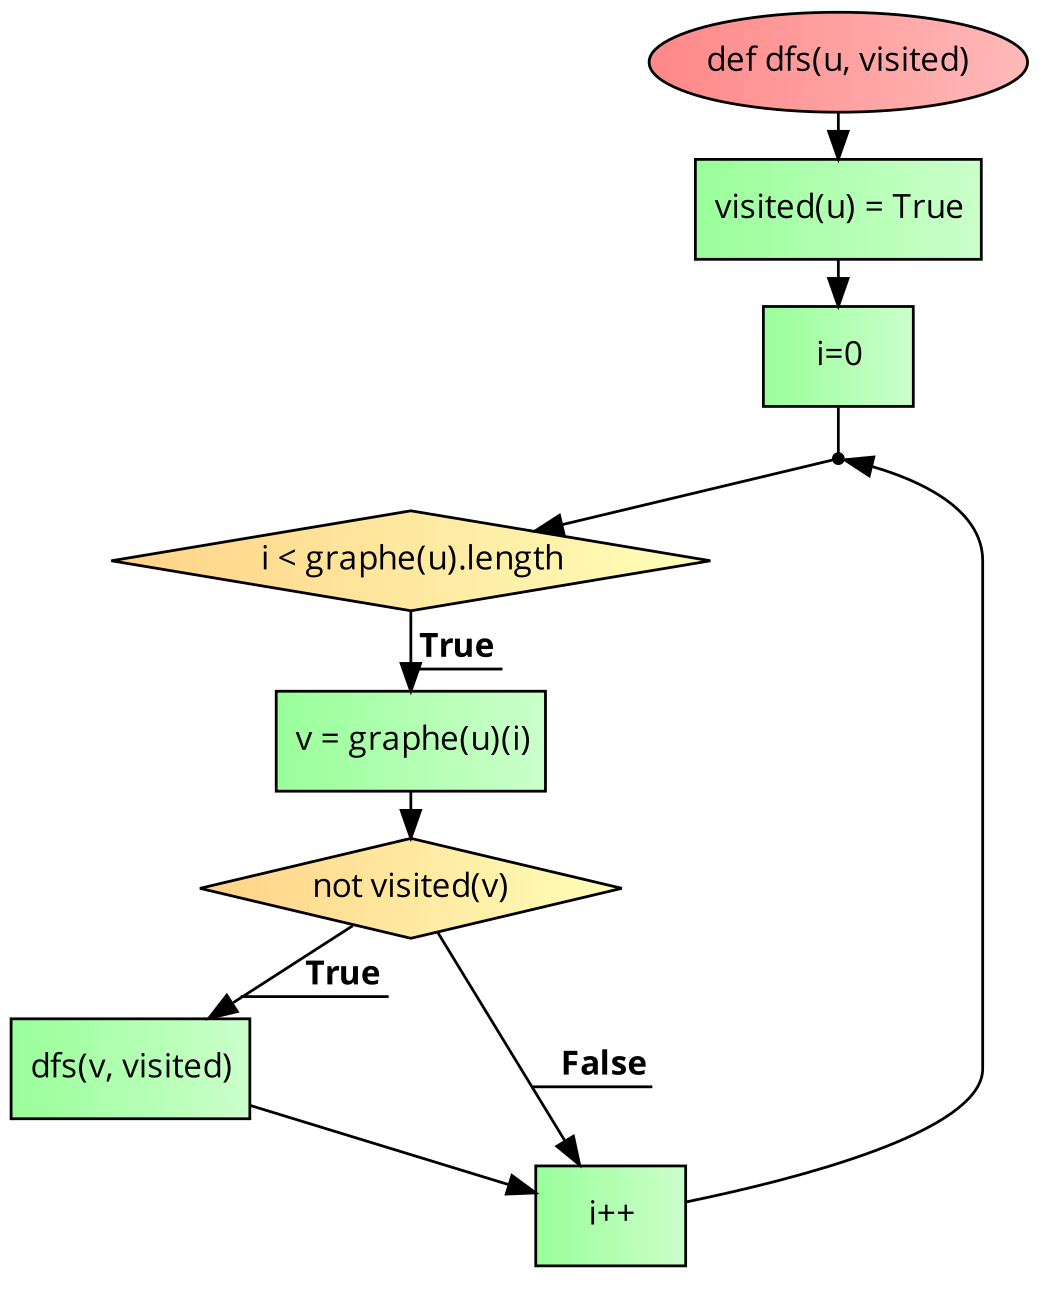 def dfs(u, visited)
visited(u) = True
i=0
i < graphe(u).length
True
v = graphe(u)(i)
not visited(v)
True
dfs(v, visited)
False
i++